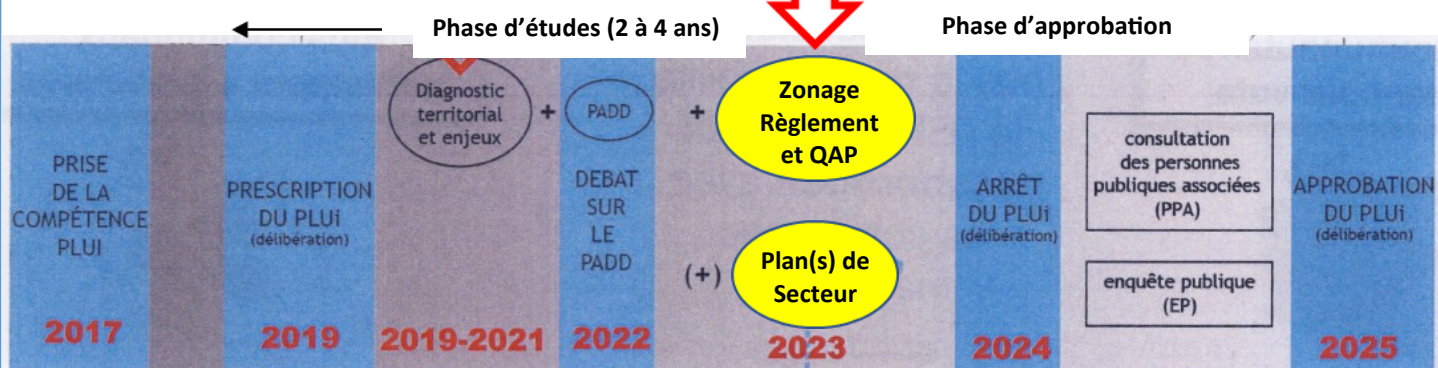 Phase d’études (2 à 4 ans)
Phase d’approbation
PRISE
DE LA
COMPÉTENCE
PLUI
2017
PRESCRIPTION
DU PLUi
(délibération)
2019
Diagnostic
territorial
et enjeux
2019-2021
+
PADD
DEBAT
SUR
LE
PADD
2022
+
Zonage
Règlement
et QAP
(+)
Plan(s) de
Secteur
2023
ARRÊT
DU PLUi
(délibération)
2024
consultation
des personnes
publiques associées
(PPA)
enquête publique
(EP)
APPROBATION
DU PLUi
(délibération)
2025